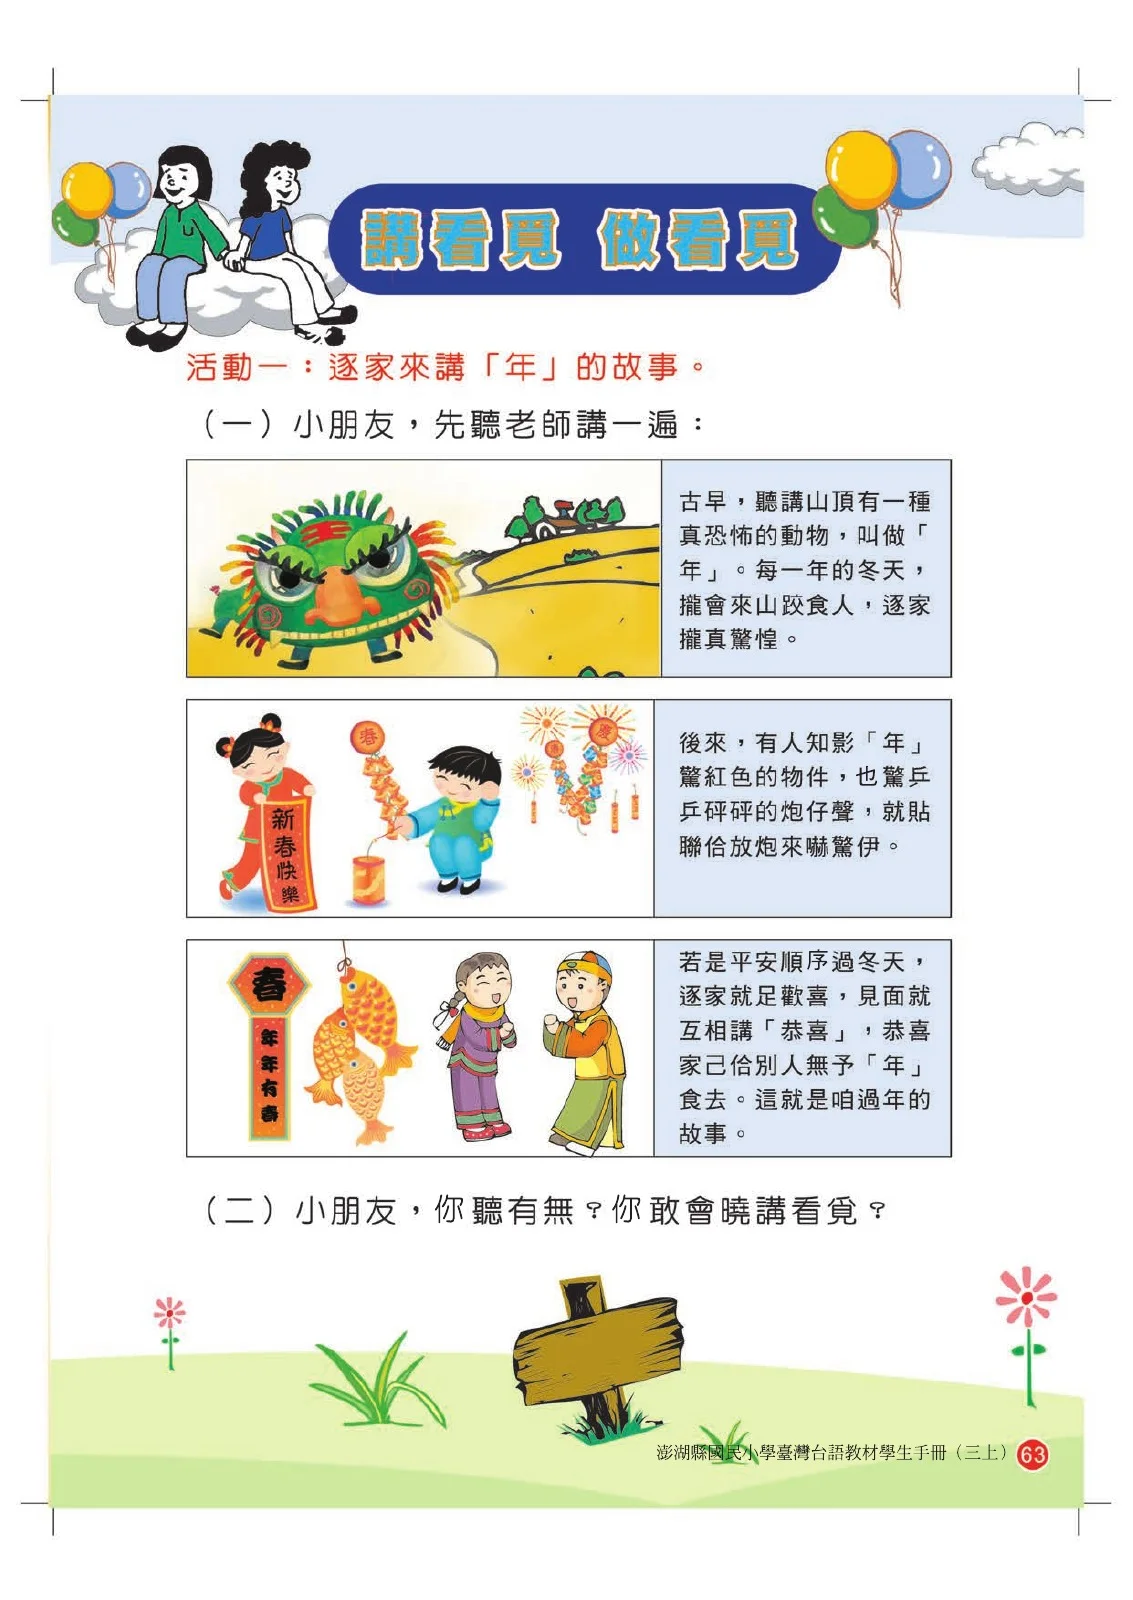 講看覓 做看覓
活動一：逐家來講「年」的故事。
（一）小朋友，先聽老師講一遍：
古早，聽講山頂有一種
真恐怖的動物，叫做「
年」。每一年的冬天，
攏會來山跤食人，逐家
攏真驚惶。
新春快樂
春
慶
後來，有人知影「年」
驚紅色的物件，也驚乒
乒砰砰的炮仔聲，就貼
聯佮放炮來嚇驚伊。
春
年年有春
若是平安順序過冬天，
逐家就足歡喜，見面就
互相講「恭喜」，恭喜
家己佮別人無予「年」
食去。這就是咱過年的
故事。
（二）小朋友，你聽有無？你敢會曉講看覓？
澎湖縣國民小學臺灣台語教材學生手冊（三上）63